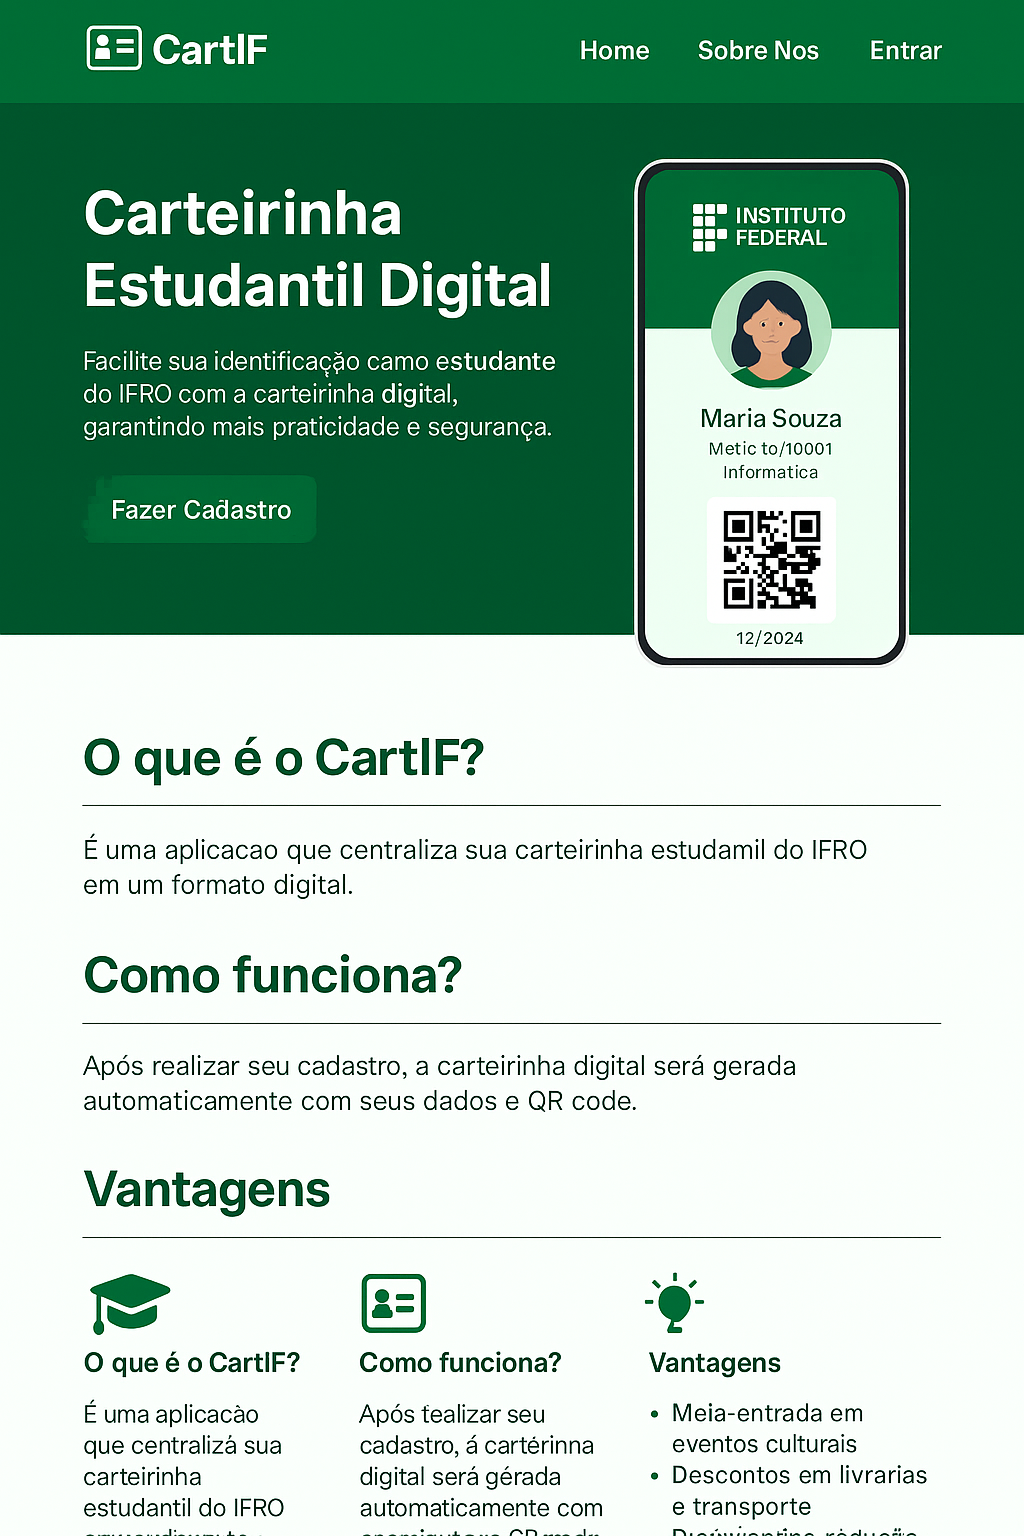 CartIF
Home Sobre Nos Entrar
Carteirinha
Estudantil Digital
Facilite sua identificação camo estudante
do IFRO com a carteirinha digital,
garantindo mais praticidade e segurança.
Fazer Cadastro
INSTITUTO
FEDERAL
Maria Souza
Metic to/10001
Informatica
12/2024
O que é o CartIF?
É uma aplicacao que centraliza sua carteirinha estudamil do IFRO
em um formato digital.
Como funciona?
Após realizar seu cadastro, a carteirinha digital será gerada
automaticamente com seus dados e QR code.
Vantagens
O que é o CartIF?
É uma aplicacào
que centralizá sua
carteirinha
estudantil do IFRO
Como funciona?
Após tealizar seu
cadastro, á cartérinna
digital será gérada
automaticamente com
Vantagens
• Meia-entrada em
eventos culturais
• Descontos em livrarias
e transporte